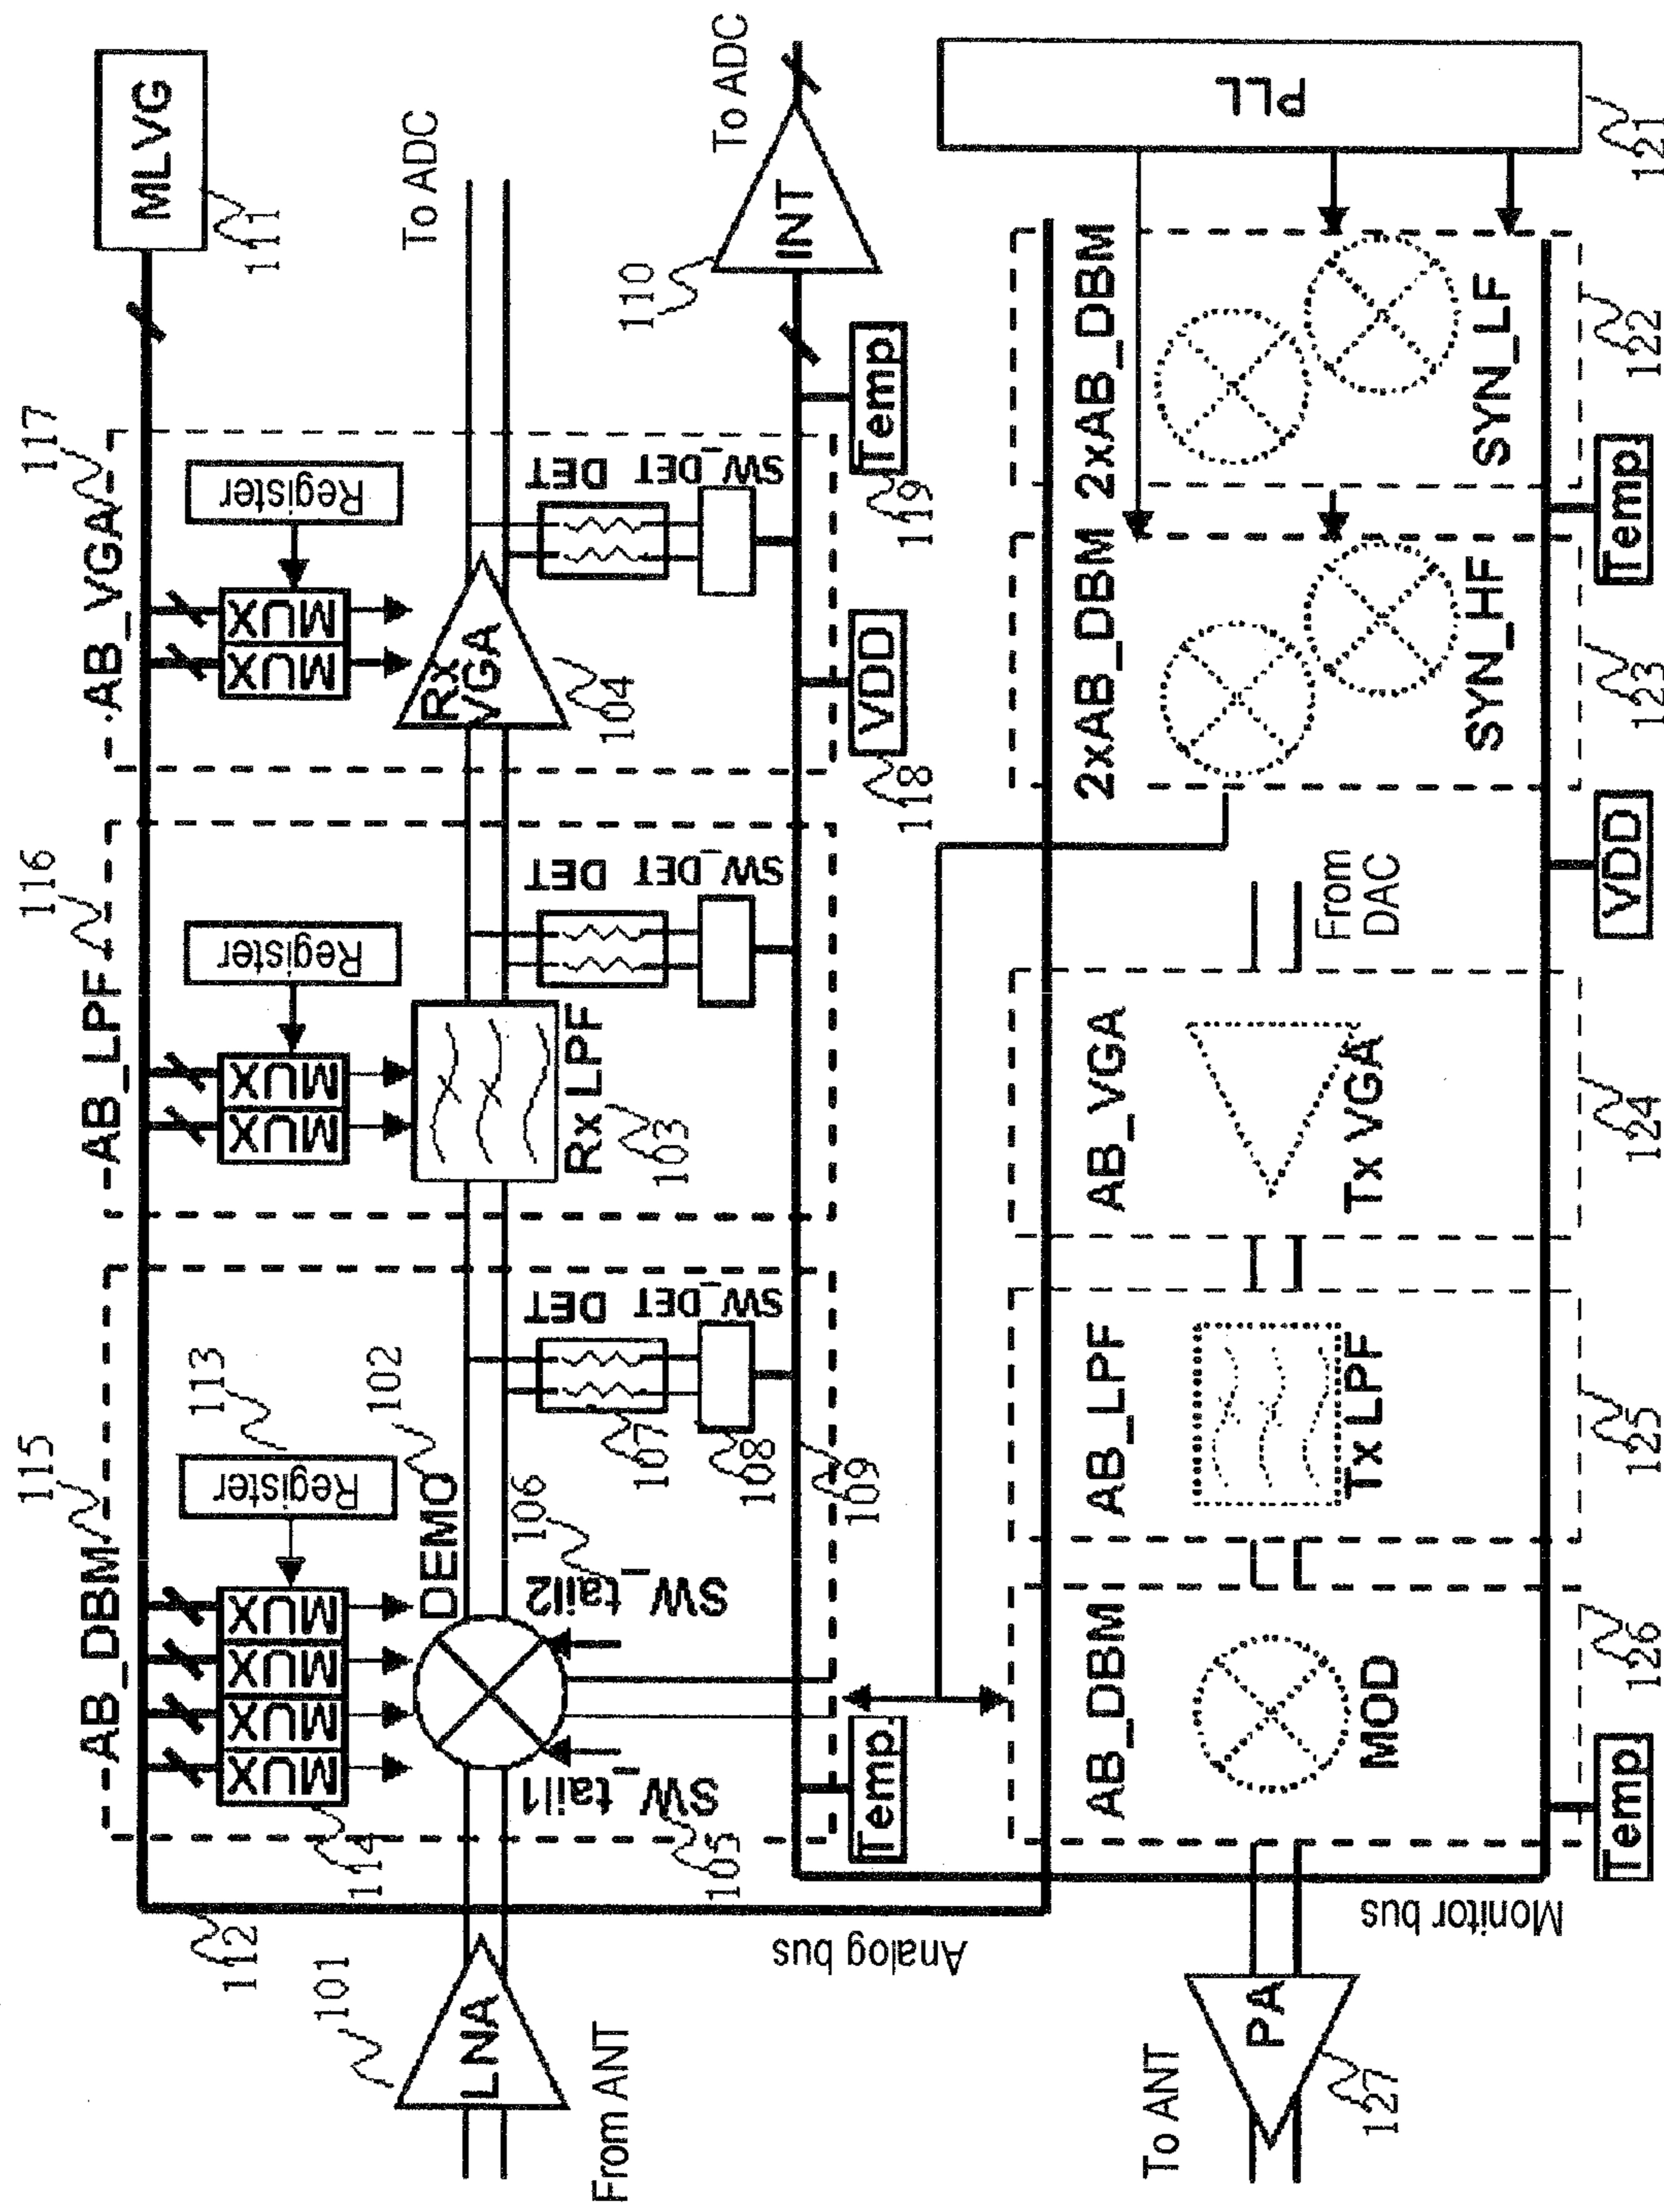 115
116
117
AB_DBM
AB_LPF
AB_VGA
MLVG
111
112
113
114
Register
Register
Register
MUX
MUX
MUX
MUX
MUX
MUX
MUX
MUX
101
LNA
From ANT
DEMO
102
Rx LPF
103
Rx
VGA
104
To ADC
SW_tail1
105
SW_tail2
106
DET
SW_DET
107
108
109
DET
SW_DET
DET
SW_DET
110
INT
To ADC
Temp.
VDD
118
Temp.
119
Analog bus
Monitor bus
To ANT
PA
127
AB_DBM
MOD
126
AB_LPF
Tx LPF
125
AB_VGA
Tx VGA
124
From
DAC
2xAB_DBM
SYN_HF
123
2xAB_DBM
SYN_LF
122
PLL
121
Temp.
VDD
Temp.